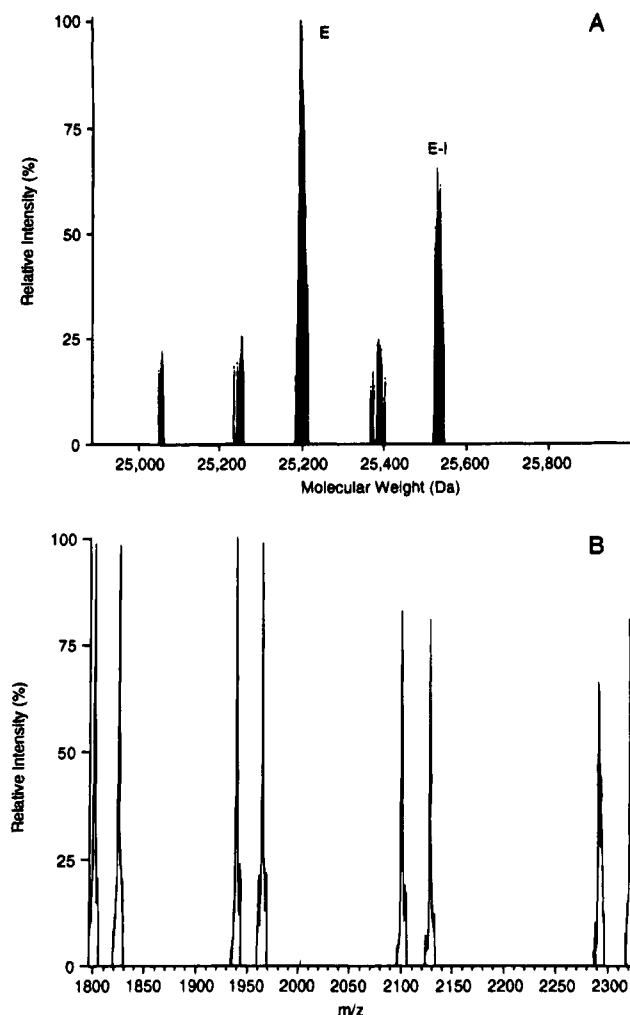 A
E
E-I
100
75
50
25
0
Relative Intensity (%)
25,000 25,200 25,200 25,400 25,600 25,800
Molecular Weight (Da)
B
100
75
50
25
0
Relative Intensity (%)
1800 1850 1900 1950 2000 2050 2100 2150 2200 2250 2300
m/z